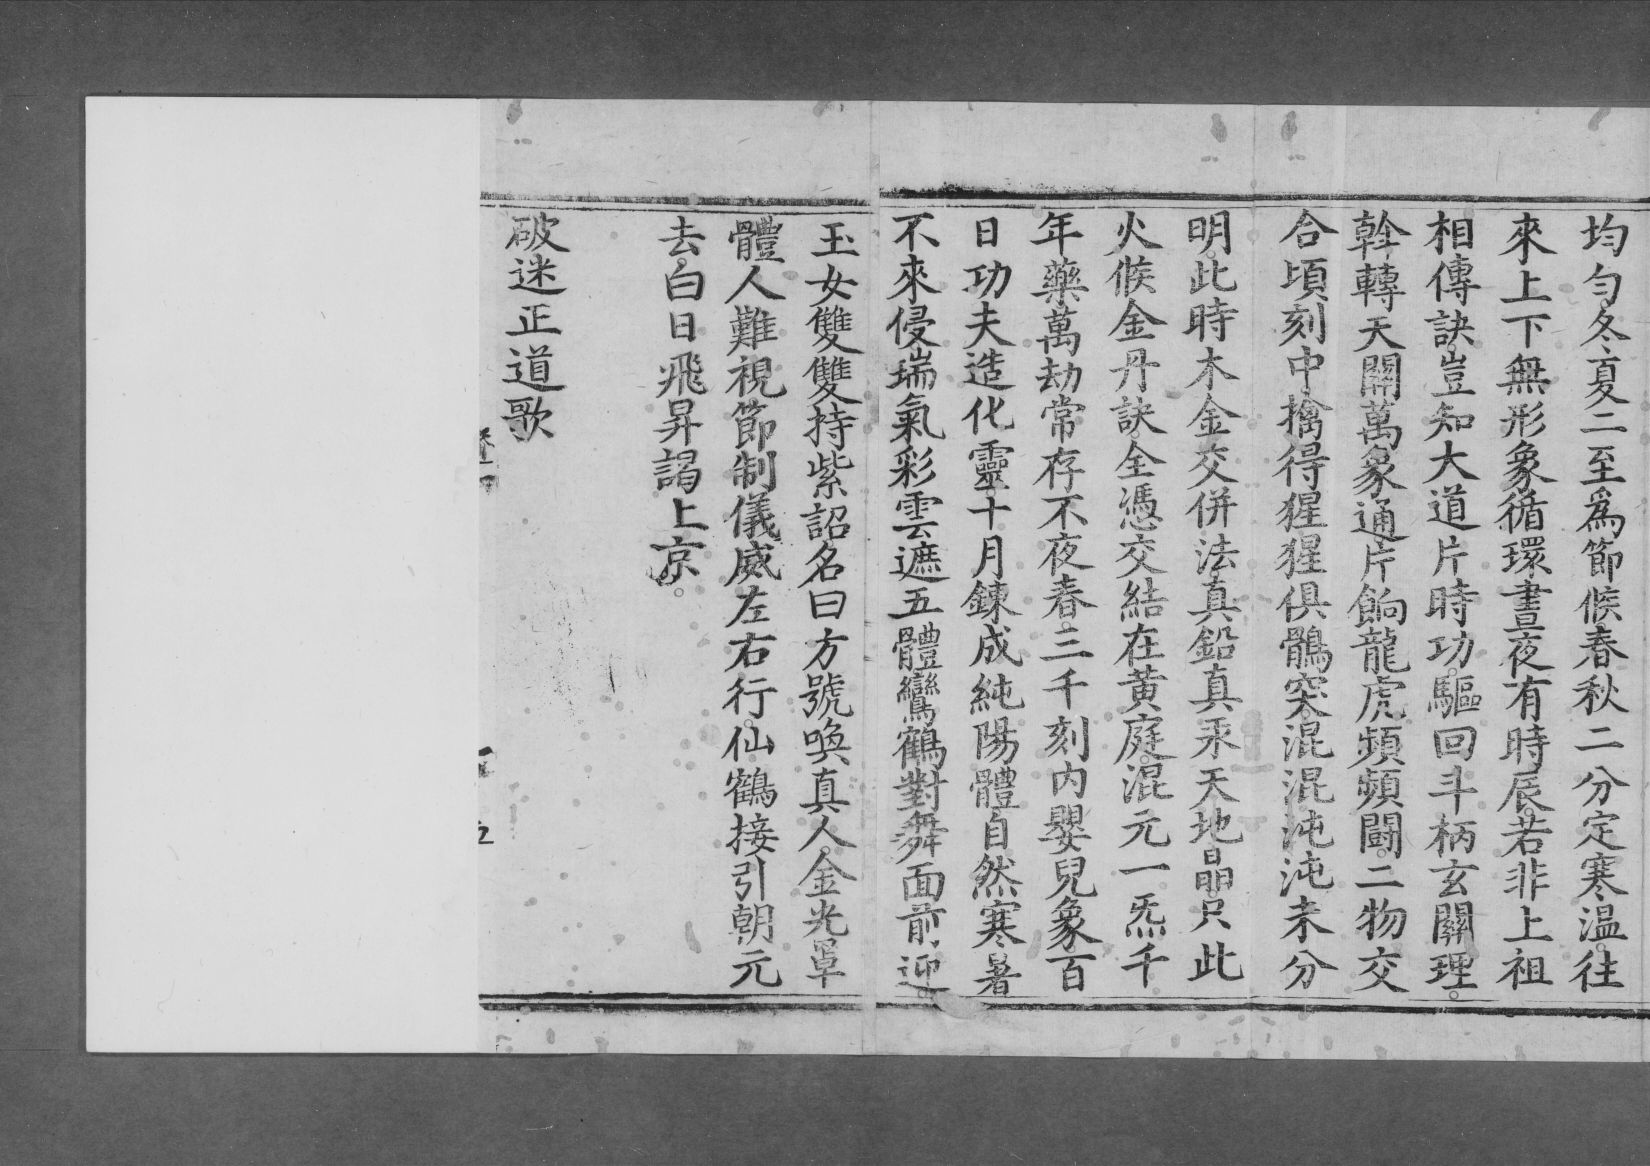 均勻冬夏二至爲節候春秋二分定寒溫往
來上下無形象循環晝夜有時辰若非上祖
相傳訣豈知大道片時功驅回斗柄玄關理
斡轉天關萬象通片餉龍虎頻頻鬪二物交
合頃刻中擒得猩猩俱鶻突混混沌沌未分
明此時木金交併法真鉛真汞天地晶只此
火候金丹訣全憑交結在黃庭混元一炁千
年藥萬劫常存不夜春三千刻內嬰兒象百
日功夫造化靈十月鍊成純陽體自然寒暑
不來侵瑞氣彩雲遮五體鸞鶴對舞面前迎
玉女雙雙持紫詔名曰方號喚真人金光罩
體人難視節制儀威左右行仙鶴接引朝元
去白日飛昇謁上京
破迷正道歌